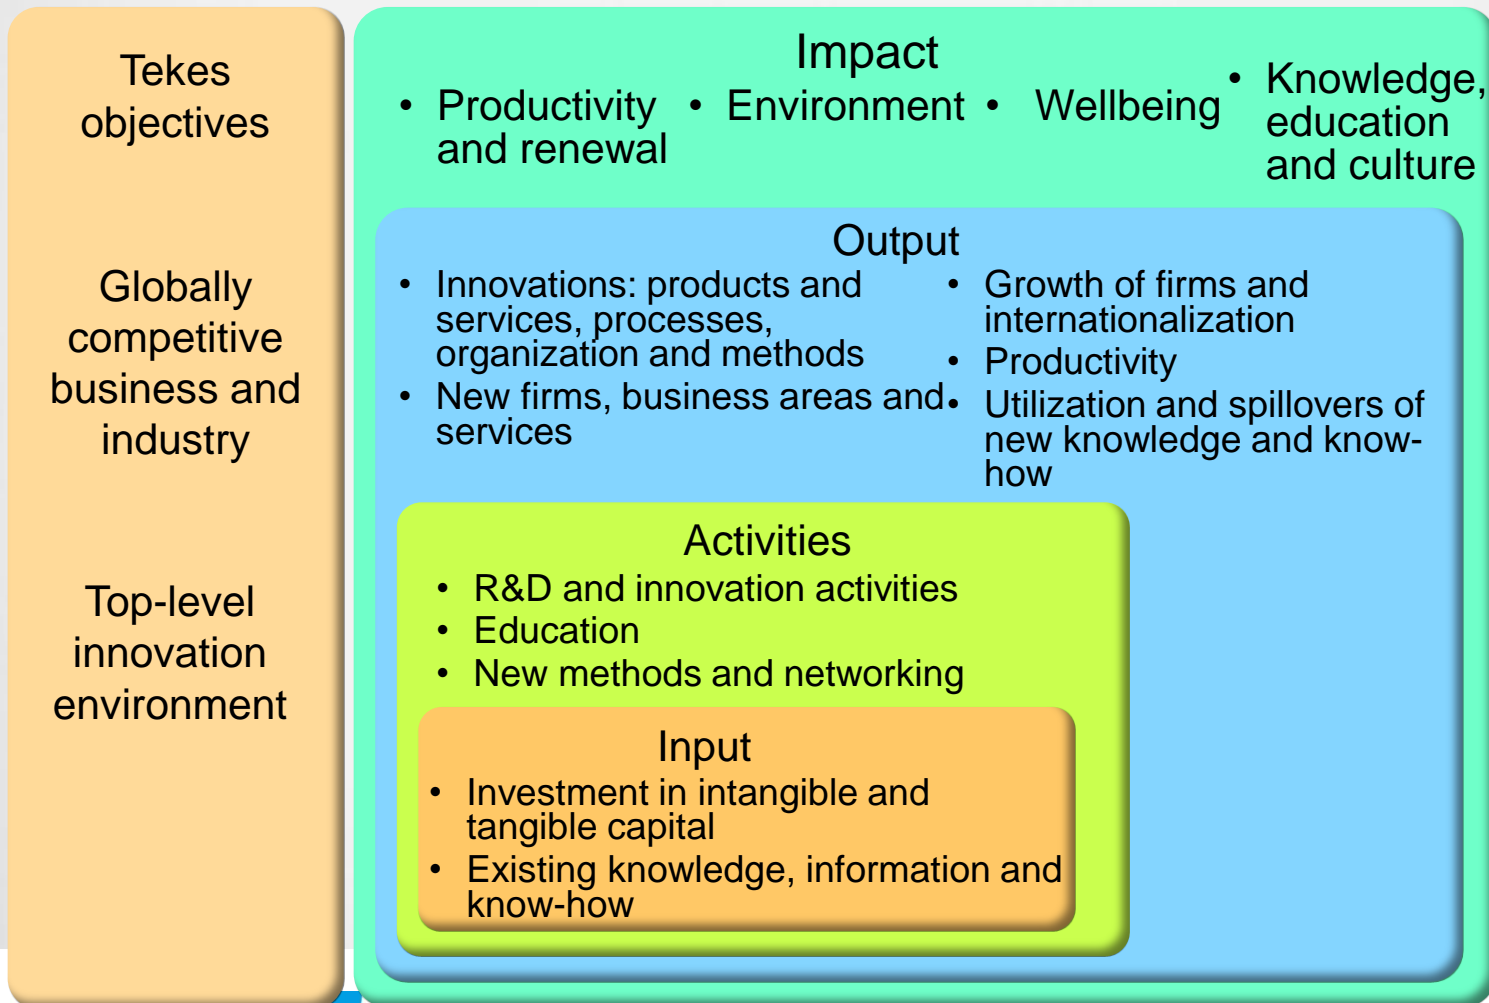 Tekes
objectives
Globally
competitive
business and
industry
Top-level
innovation
environment
Impact
• Productivity
and renewal
• Environment
• Wellbeing
• Knowledge,
education
and culture
Output
• Innovations: products and
services, processes,
organization and methods
• New firms, business areas and
services
• Growth of firms and
internationalization
• Productivity
• Utilization and spillovers of
new knowledge and know-
how
Activities
• R&D and innovation activities
• Education
• New methods and networking
Input
• Investment in intangible and
tangible capital
• Existing knowledge, information and
know-how